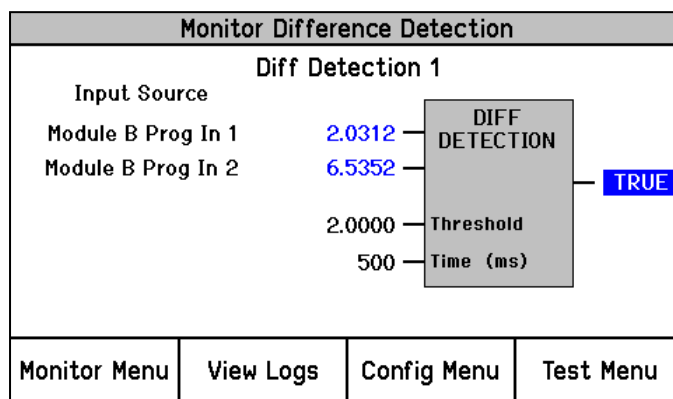 Monitor Difference Detection
Diff Detection 1
Input Source
Module B Prog In 1 2.0312
Module B Prog In 2 6.5352
DIFF
DETECTION
TRUE
2.0000 Threshold
500 Time (ms)
Monitor Menu View Logs Config Menu Test Menu